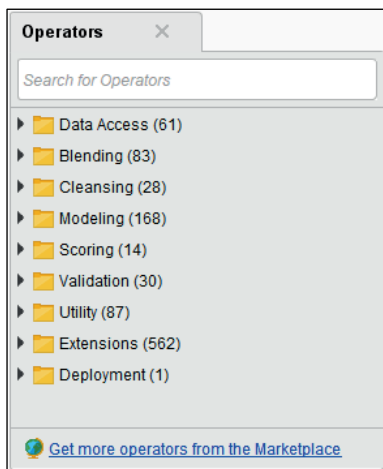 Operators
Search for Operators
Data Access (61)
Blending (83)
Cleansing (28)
Modeling (168)
Scoring (14)
Validation (30)
Utility (87)
Extensions (562)
Deployment (1)
Get more operators from the Marketplace